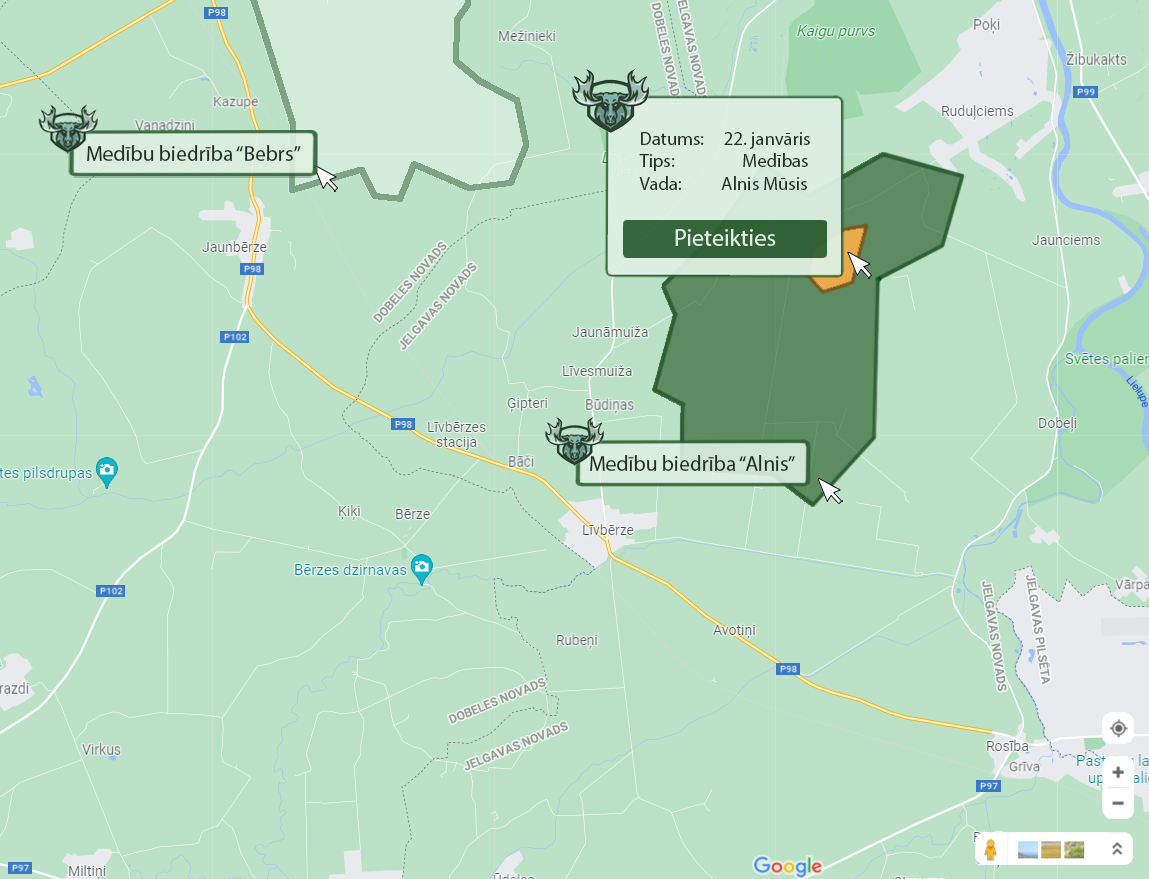 P98
Mežinieki
DOBELES NOVADS
JELGAVAS NOVADS
Kaigu purvs
Poķi
Žibukakts
P99
Kazupe
Vanadziņi
Ruduļciems
Medību biedrība “Bebrs”
Datums: 22. janvāris
Tips: Medības
Vada: Alnis Mūsis
Pieteikties
Jaunbērze
P98
Jaunciems
DOBELES NOVADS
JELGAVAS NOVADS
P102
Jaunāmuiža
Līvesmuiža
Svētes palier
Lielupe
Ģipteri
Būdiņas
P98
Līvbērzes
stacija
Dobeļi
Bāči
Medību biedrība “Alnis”
tes pilsdrupas
Ķiķi
Bērze
Līvbērze
Bērzes dzirnavas
P102
JELGAVAS NOVADS
JELGAVAS PILSĒTA
Vārpa
Rubeņi
Avotiņi
P98
razdi
DOBELES NOVADS
JELGAVAS NOVADS
Virkus
Rosība
Grīva
P97
P97
Miltiņi
Google